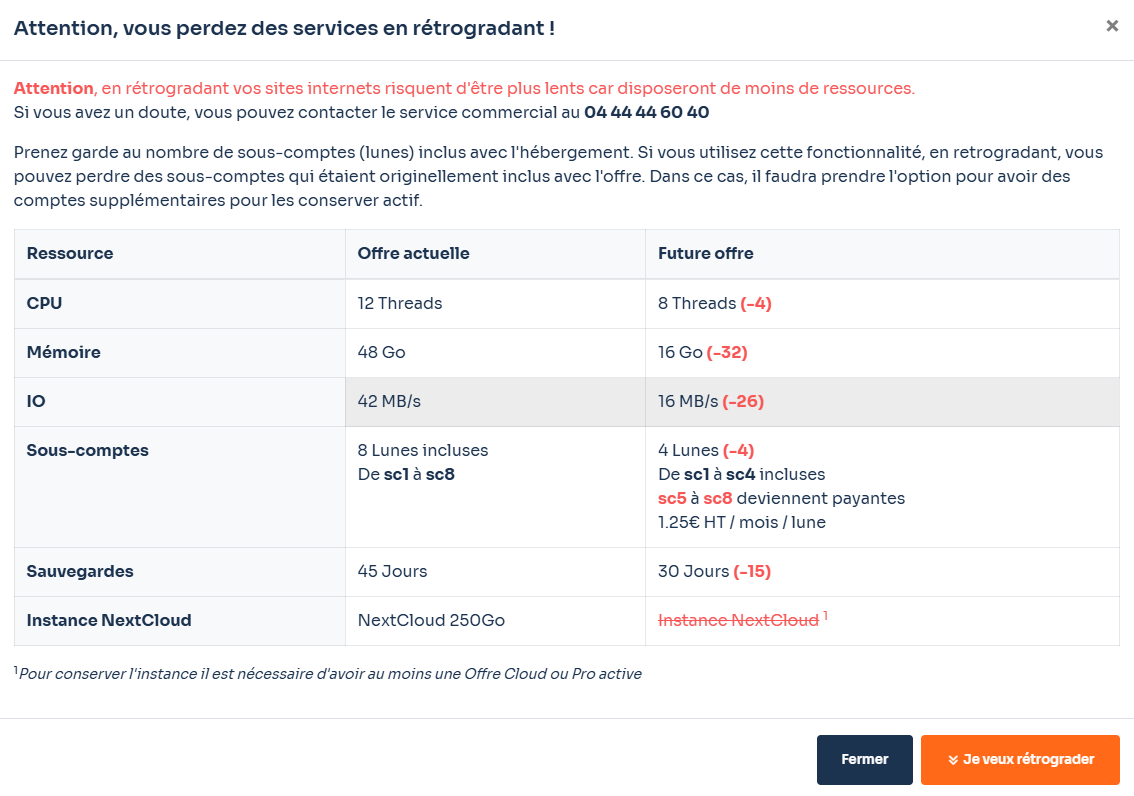 Attention, vous perdez des services en rétrogradant !
×
Attention, en rétrogradant vos sites internets risquent d'être plus lents car disposeront de moins de ressources.
Si vous avez un doute, vous pouvez contacter le service commercial au 04 44 44 60 40
Prenez garde au nombre de sous-comptes (lunes) inclus avec l'hébergement. Si vous utilisez cette fonctionnalité, en retrogradant, vous
pouvez perdre des sous-comptes qui étaient originellement inclus avec l'offre. Dans ce cas, il faudra prendre l'option pour avoir des
comptes supplémentaires pour les conserver actif.
Ressource Offre actuelle Future offre
CPU 12 Threads 8 Threads (-4)
Mémoire 48 Go 16 Go (-32)
IO 42 MB/s 16 MB/s (-26)
Sous-comptes 8 Lunes incluses 4 Lunes (-4)
De sc1 à sc8 De sc1 à sc4 incluses
sc5 à sc8 deviennent payantes
1.25€ HT / mois / lune
Sauvegardes 45 Jours 30 Jours (-15)
Instance NextCloud NextCloud 250Go Instance NextCloud 1
1Pour conserver l'instance il est nécessaire d'avoir au moins une Offre Cloud ou Pro active
Fermer Je veux rétrograder